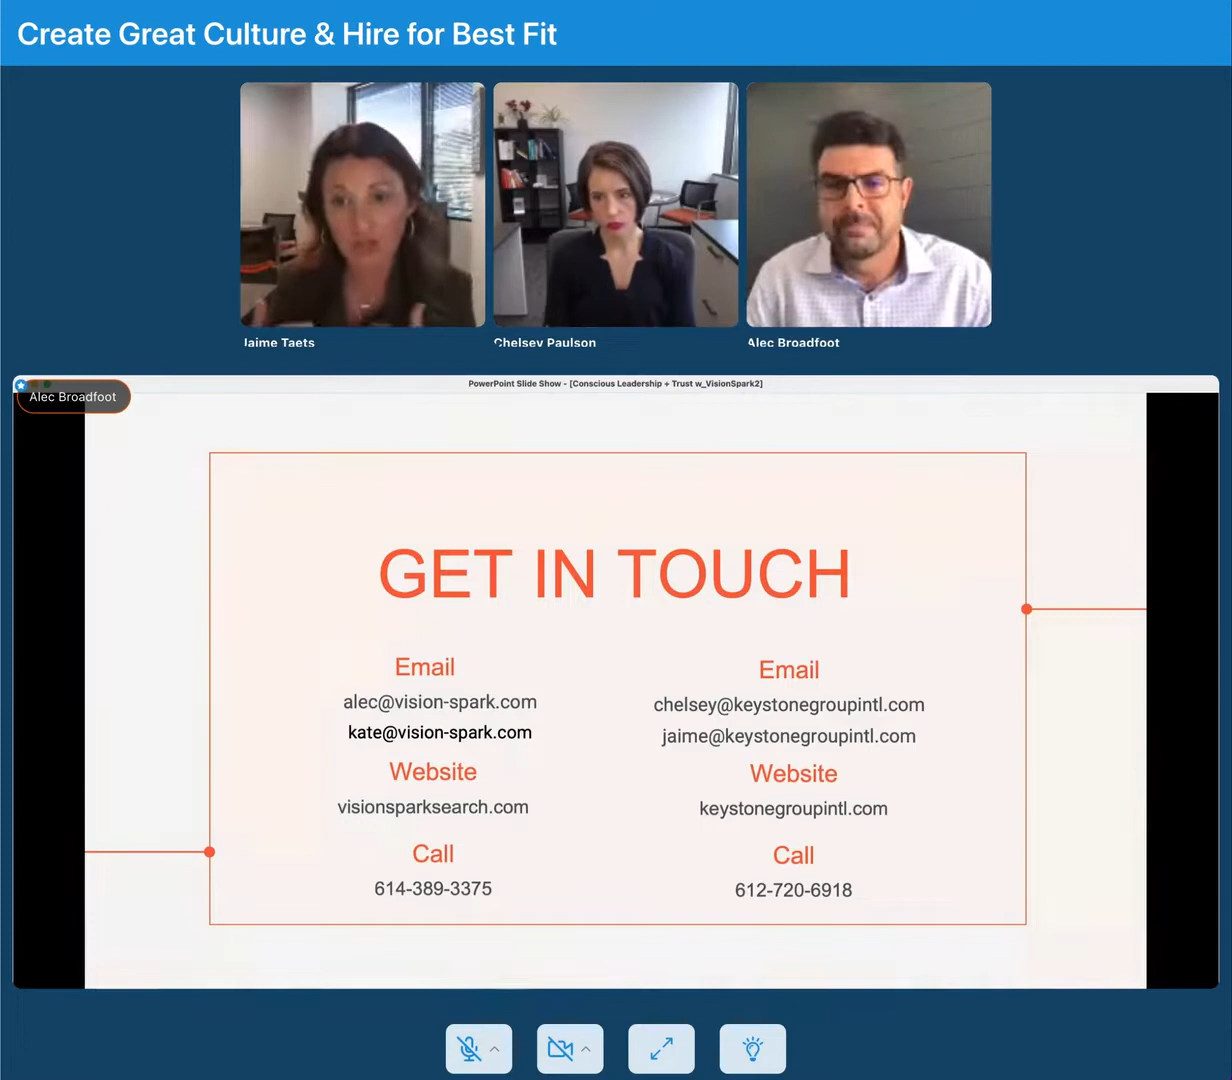 Create Great Culture & Hire for Best Fit
Jaime Taets
Chelsey Paulson
Alec Broadfoot
PowerPoint Slide Show - [Conscious Leadership + Trust w_VisionSpark2]
Alec Broadfoot
GET IN TOUCH
Email
alec@vision-spark.com
kate@vision-spark.com
Website
visionsparksearch.com
Call
614-389-3375
Email
chelsey@keystonegroupintl.com
jaime@keystonegroupintl.com
Website
keystonegroupintl.com
Call
612-720-6918